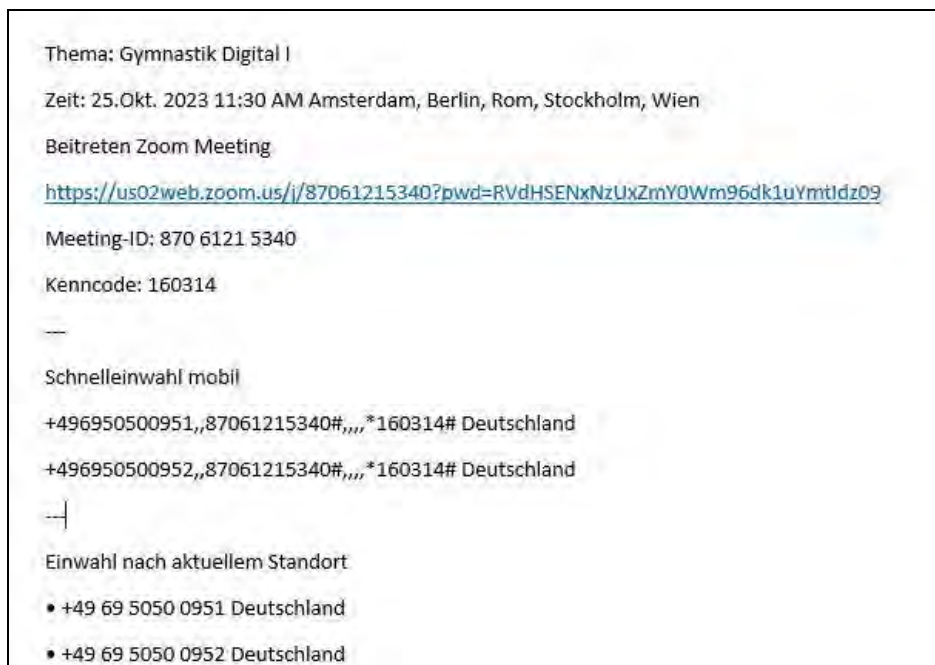 Thema: Gymnastik Digital I
Zeit: 25.Okt. 2023 11:30 AM Amsterdam, Berlin, Rom, Stockholm, Wien
Beitreten Zoom Meeting
https://us02web.zoom.us/j/87061215340?pwd=RVdHSENxNzUxZmY0Wm96dk1uYmtIdz09
Meeting-ID: 870 6121 5340
Kenncode: 160314
---
Schnelleinwahl mobil
+496950500951,,87061215340#,,,,*160314# Deutschland
+496950500952,,87061215340#,,,,*160314# Deutschland
---
Einwahl nach aktuellem Standort
• +49 69 5050 0951 Deutschland
• +49 69 5050 0952 Deutschland